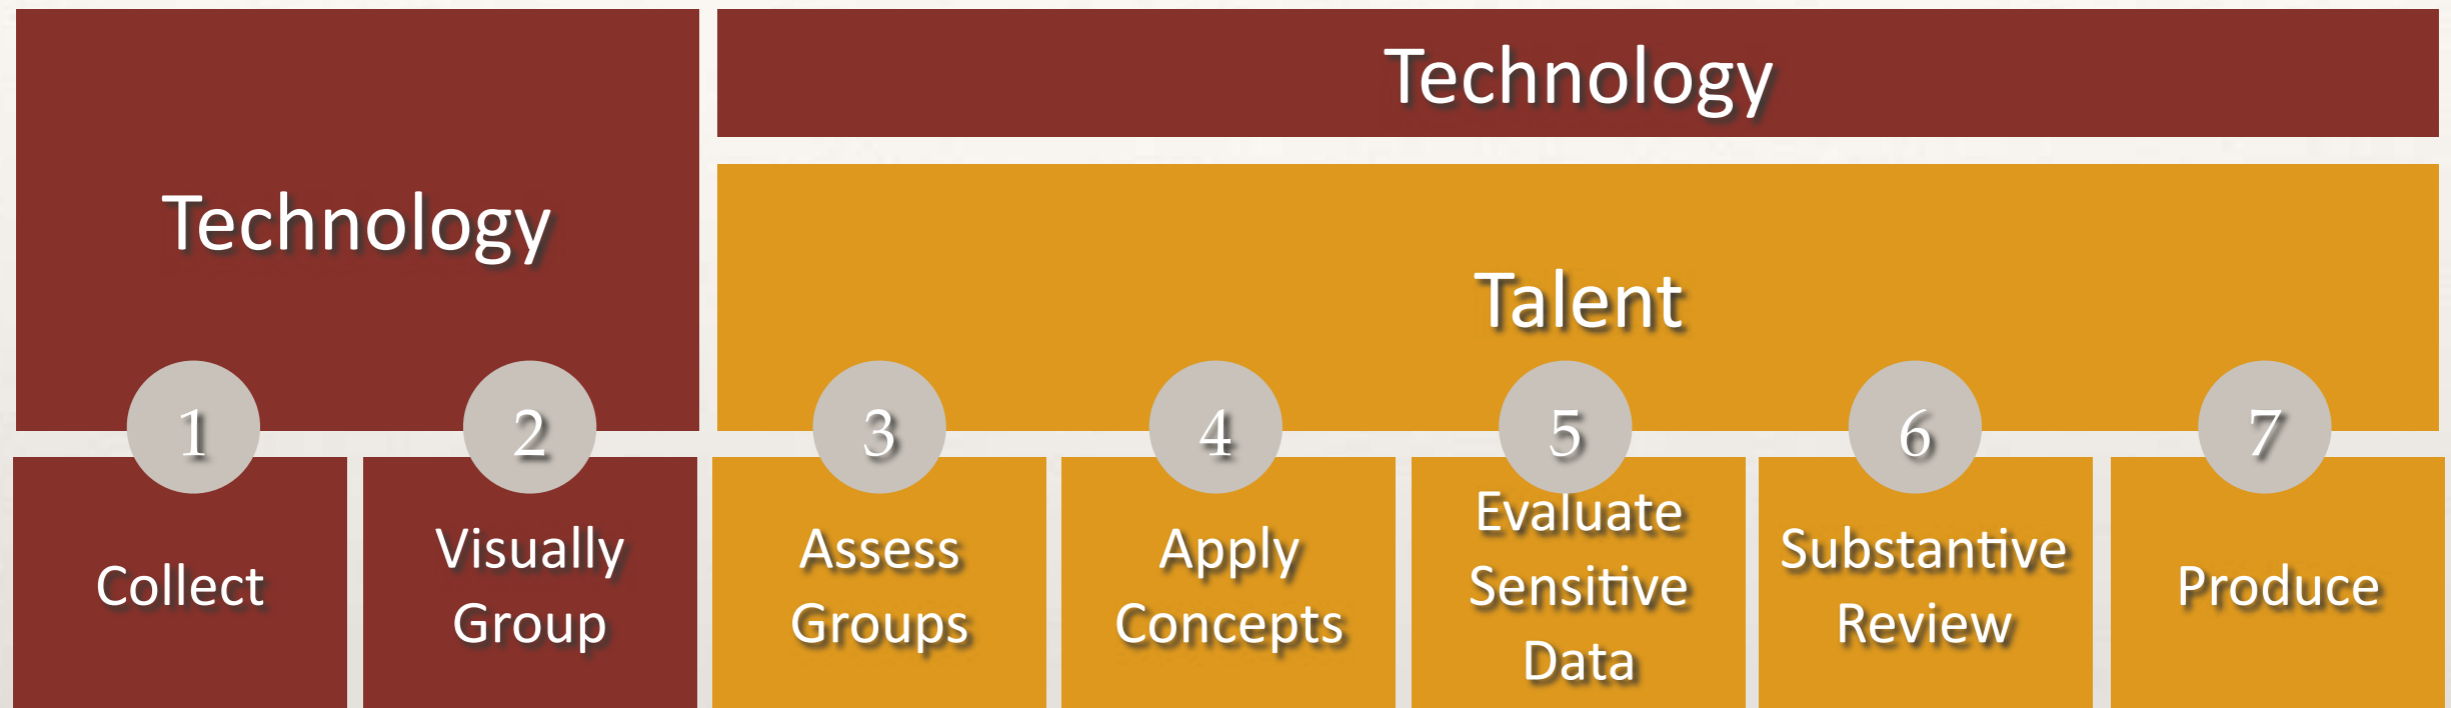 Technology
Technology
Talent
1
Collect
2
Visually
Group
3
Assess
Groups
4
Apply
Concepts
5
Evaluate
Sensitive
Data
6
Substantive
Review
7
Produce